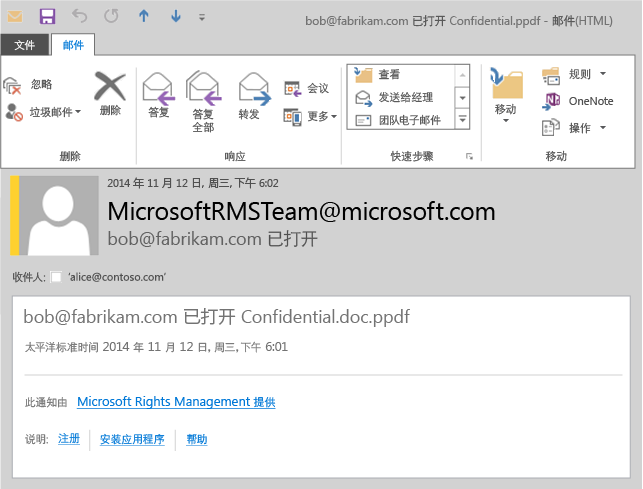 bob@fabrikam.com 已打开 Confidential.ppdf - 邮件(HTML)
文件 邮件
忽略
垃圾邮件
删除
删除
答复
答复
全部
转发
会议
更多
响应
查看
发送给经理
团队电子邮件
快速步骤
移动
规则
OneNote
操作
移动
2014 年 11 月 12 日, 周三, 下午 6:02
MicrosoftRMSTeam@microsoft.com
bob@fabrikam.com 已打开
收件人: 'alice@contoso.com'
bob@fabrikam.com 已打开 Confidential.doc.ppdf
太平洋标准时间 2014 年 11 月 12 日, 周三, 下午 6:01
此通知由 Microsoft Rights Management 提供
说明: 注册 安装应用程序 帮助